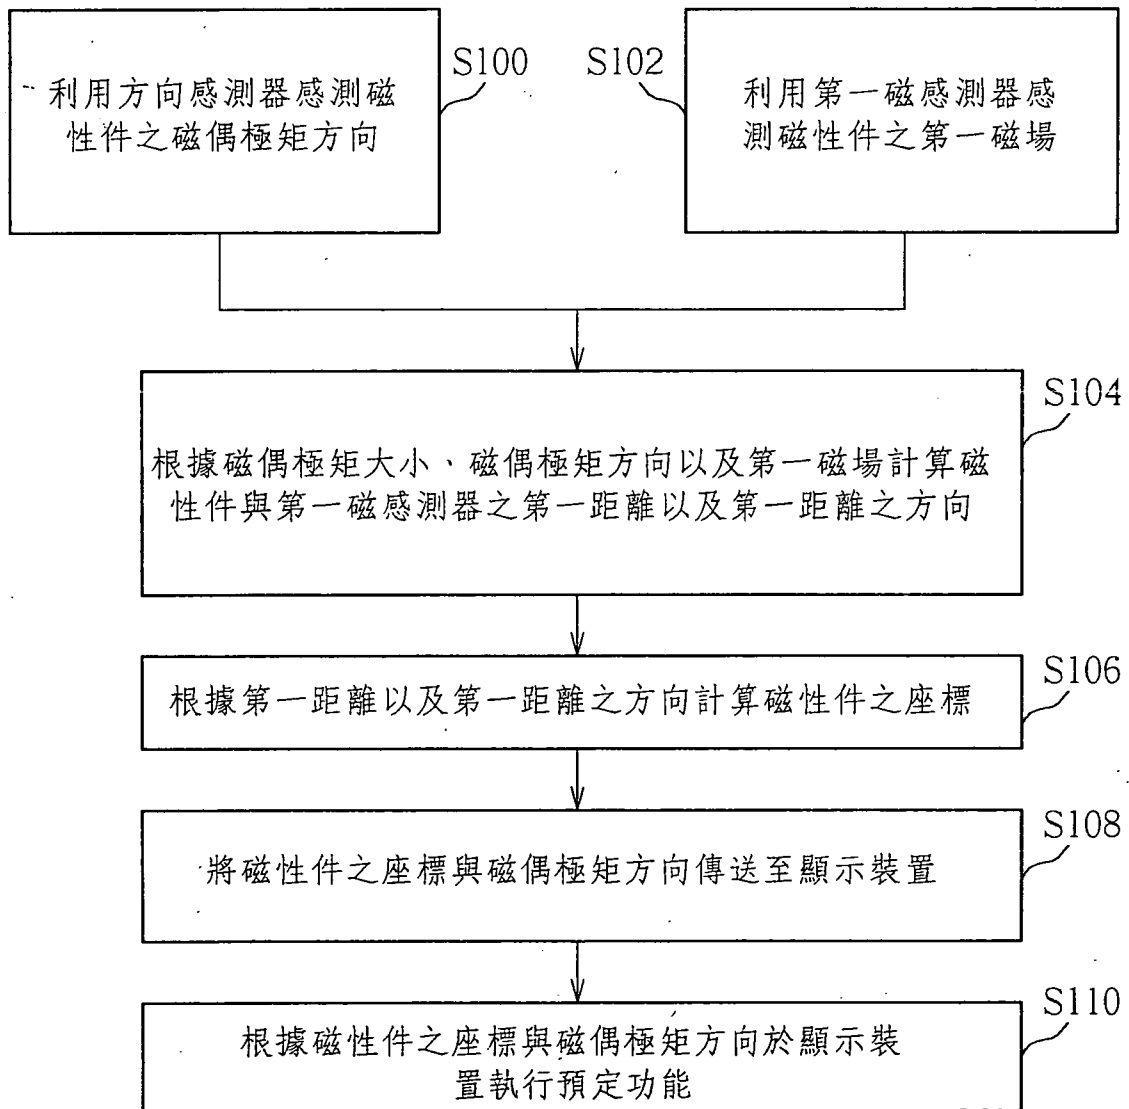 S100
利用方向感測器感測磁
性件之磁偶極矩方向
S102
利用第一磁感測器感
測磁性件之第一磁場
S104
根據磁偶極矩大小、磁偶極矩方向以及第一磁場計算磁
性件與第一磁感測器之第一距離以及第一距離之方向
S106
根據第一距離以及第一距離之方向計算磁性件之座標
S108
將磁性件之座標與磁偶極矩方向傳送至顯示裝置
S110
根據磁性件之座標與磁偶極矩方向於顯示裝
置執行預定功能